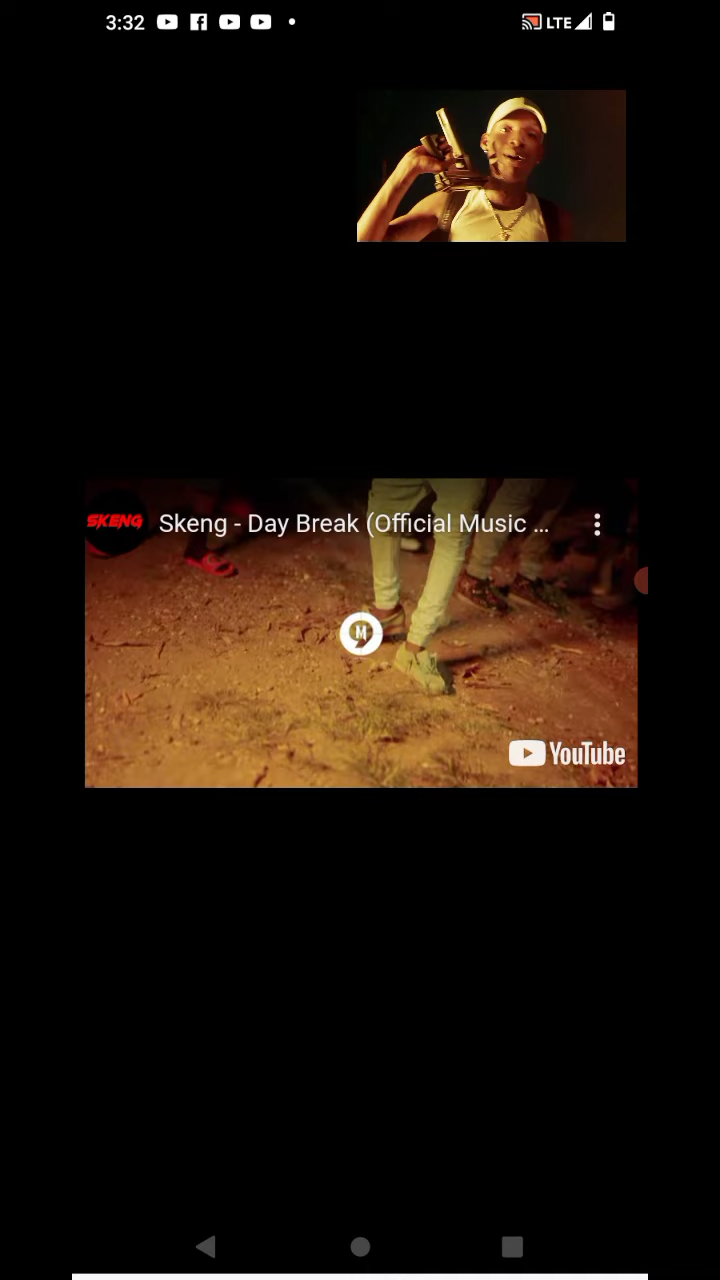 3:32
LTE
SKENG
Skeng - Day Break (Official Music ...
M
YouTube